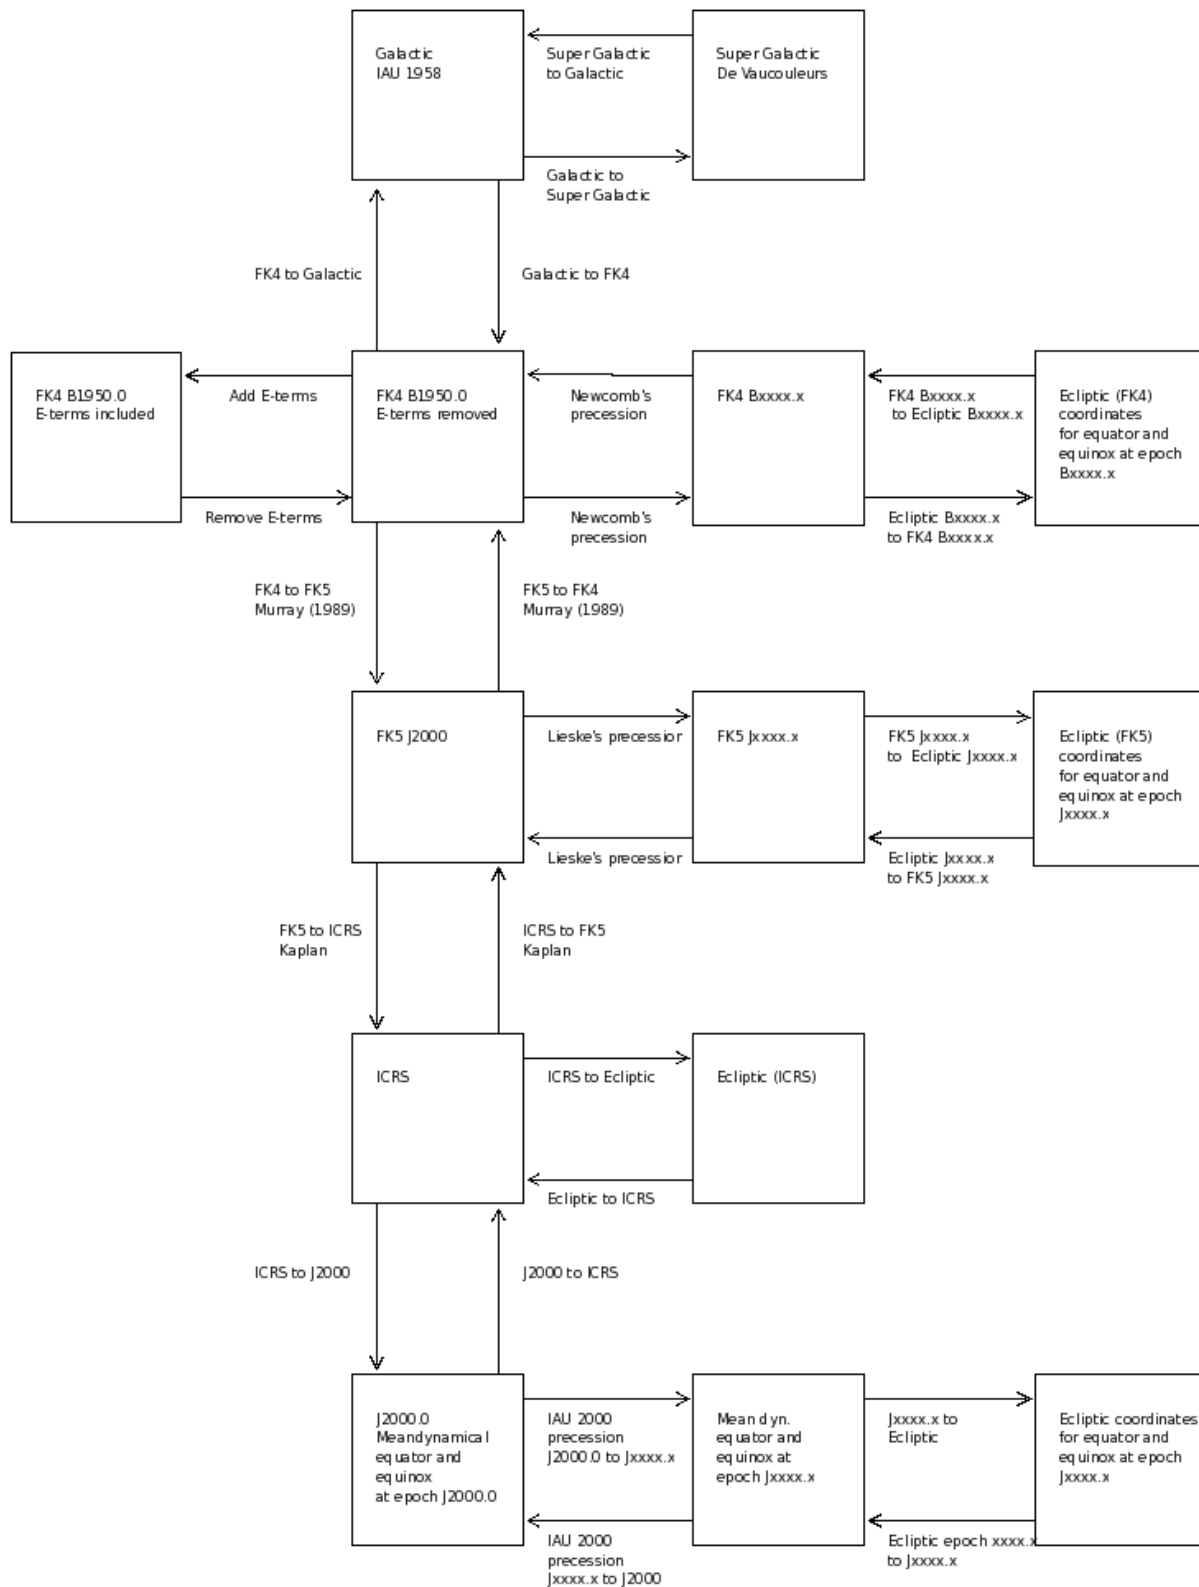 Galactic
IAU 1958
Super Galactic
to Galactic
Super Galactic
De Vaucouleurs
Galactic to
Super Galactic
FK4 to Galactic
Galactic to FK4
FK4 B1950.0
E-terms included
Add E-terms
FK4 B1950.0
E-terms removed
Newcomb's
precession
FK4 Bxxxx.x
FK4 Bxxxx.x
to Ecliptic Bxxxx.x
Ecliptic (FK4)
coordinates
for equator and
equinox at epoch
Bxxxx.x
Remove E-terms
Newcomb's
precession
Ecliptic Bxxxx.x
to FK4 Bxxxx.x
FK4 to FK5
Murray (1989)
FK5 to FK4
Murray (1989)
FK5 J2000
Lieske's precession
FK5 Jxxxx.x
FK5 Jxxxx.x
to Ecliptic Jxxxx.x
Ecliptic (FK5)
coordinates
for equator and
equinox at epoch
Jxxxx.x
Lieske's precession
Ecliptic Jxxxx.x
to FK5 Jxxxx.x
FK5 to ICRS
Kaplan
ICRS to FK5
Kaplan
ICRS
ICRS to Ecliptic
Ecliptic (ICRS)
Ecliptic to ICRS
ICRS to J2000
J2000 to ICRS
J2000.0
Meandynamical
equator and
equinox
at epoch J2000.0
IAU 2000
precession
J2000.0 to Jxxxx.x
Mean dyn.
equator and
equinox at
epoch Jxxxx.x
Jxxxx.x to
Ecliptic
Ecliptic coordinates
for equator and
equinox at epoch
Jxxxx.x
IAU 2000
precession
Jxxxx.x to J2000
Ecliptic epoch xxxx.x
to Jxxxx.x